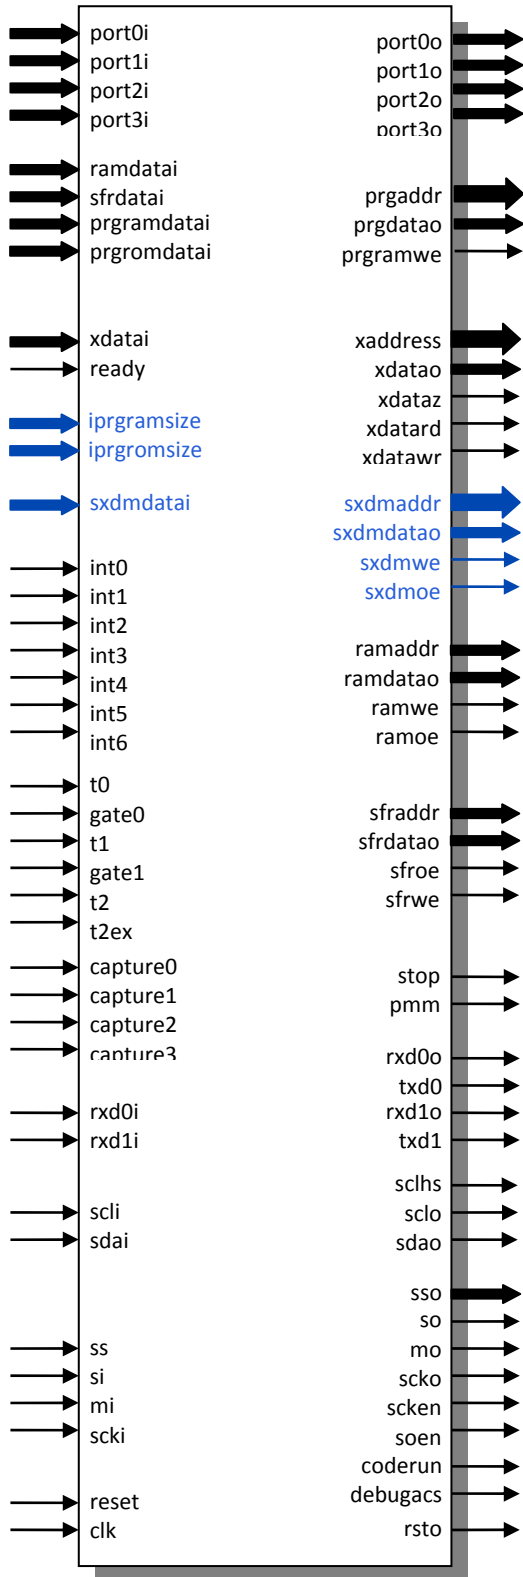 port0i
port1i
port2i
port3i
ramdatai
sfrdatai
prgramdatai
prgromdatai
xdatai
ready
iprgramsize
iprgromsize
sxdmdatai
int0
int1
int2
int3
int4
int5
int6
t0
gate0
t1
gate1
t2
t2ex
capture0
capture1
capture2
capture3
rxd0i
rxd1i
scli
sdai
ss
si
mi
scki
reset
clk
port0o
port1o
port2o
port3o
prgaddr
prgdatao
prgramwe
xaddress
xdatao
xdataz
xdatard
xdatawr
sxdmaddr
sxdmdatao
sxdmwe
sxdmoe
ramaddr
ramdatao
ramwe
ramoe
sfraddr
sfrdatao
sfroe
sfrwe
stop
pmm
rxd0o
txd0
rxd1o
txd1
sclhs
sclo
sdao
sso
so
mo
scko
scken
soen
coderun
debugacs
rsto